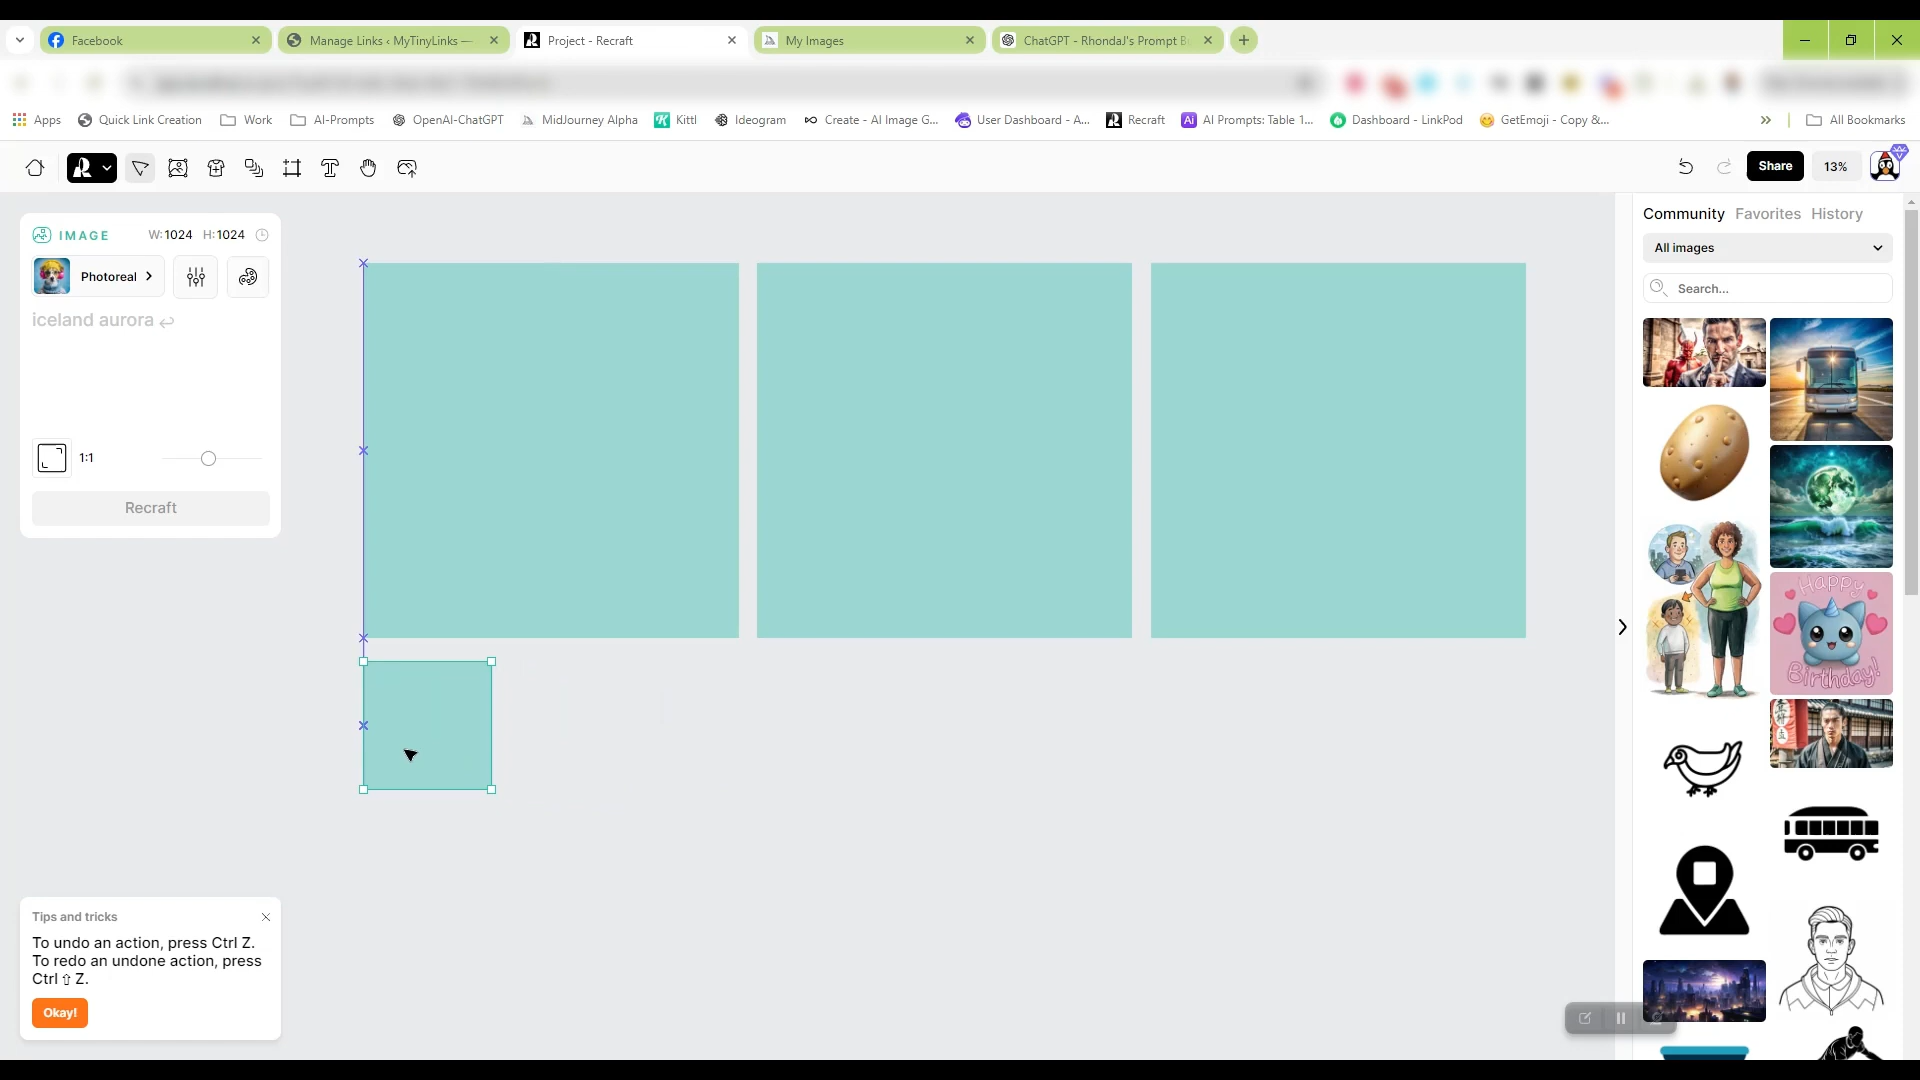 Facebook
Manage Links ‹ MyTinyLinks —
Project - Recraft
My Images
ChatGPT - RhondaJ's Prompt B
Apps
Quick Link Creation
Work
AI-Prompts
OpenAI-ChatGPT
MidJourney Alpha
Kittl
Ideogram
Create - AI Image G...
User Dashboard - A...
Recraft
AI Prompts: Table 1...
Dashboard - LinkPod
GetEmoji - Copy &...
All Bookmarks
Share
13%
IMAGE
W:1024 H:1024
Photoreal
iceland aurora
1:1
Recraft
Tips and tricks
To undo an action, press Ctrl Z.
To redo an undone action, press
Ctrl ⇧ Z.
Okay!
Community Favorites History
All images
Search...
Happy
Birthday!